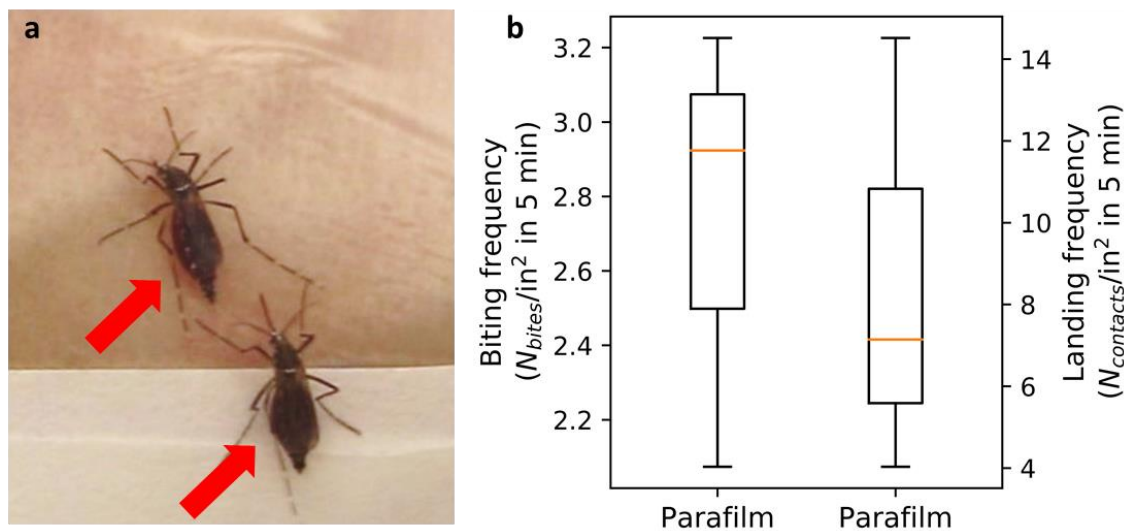 a
b
Biting frequency
(N_bites/in² in 5 min)
3.2
3.0
2.8
2.6
2.4
2.2
Parafilm
Parafilm
14
12
10
8
6
4
Landing frequency
(N_contacts/in² in 5 min)